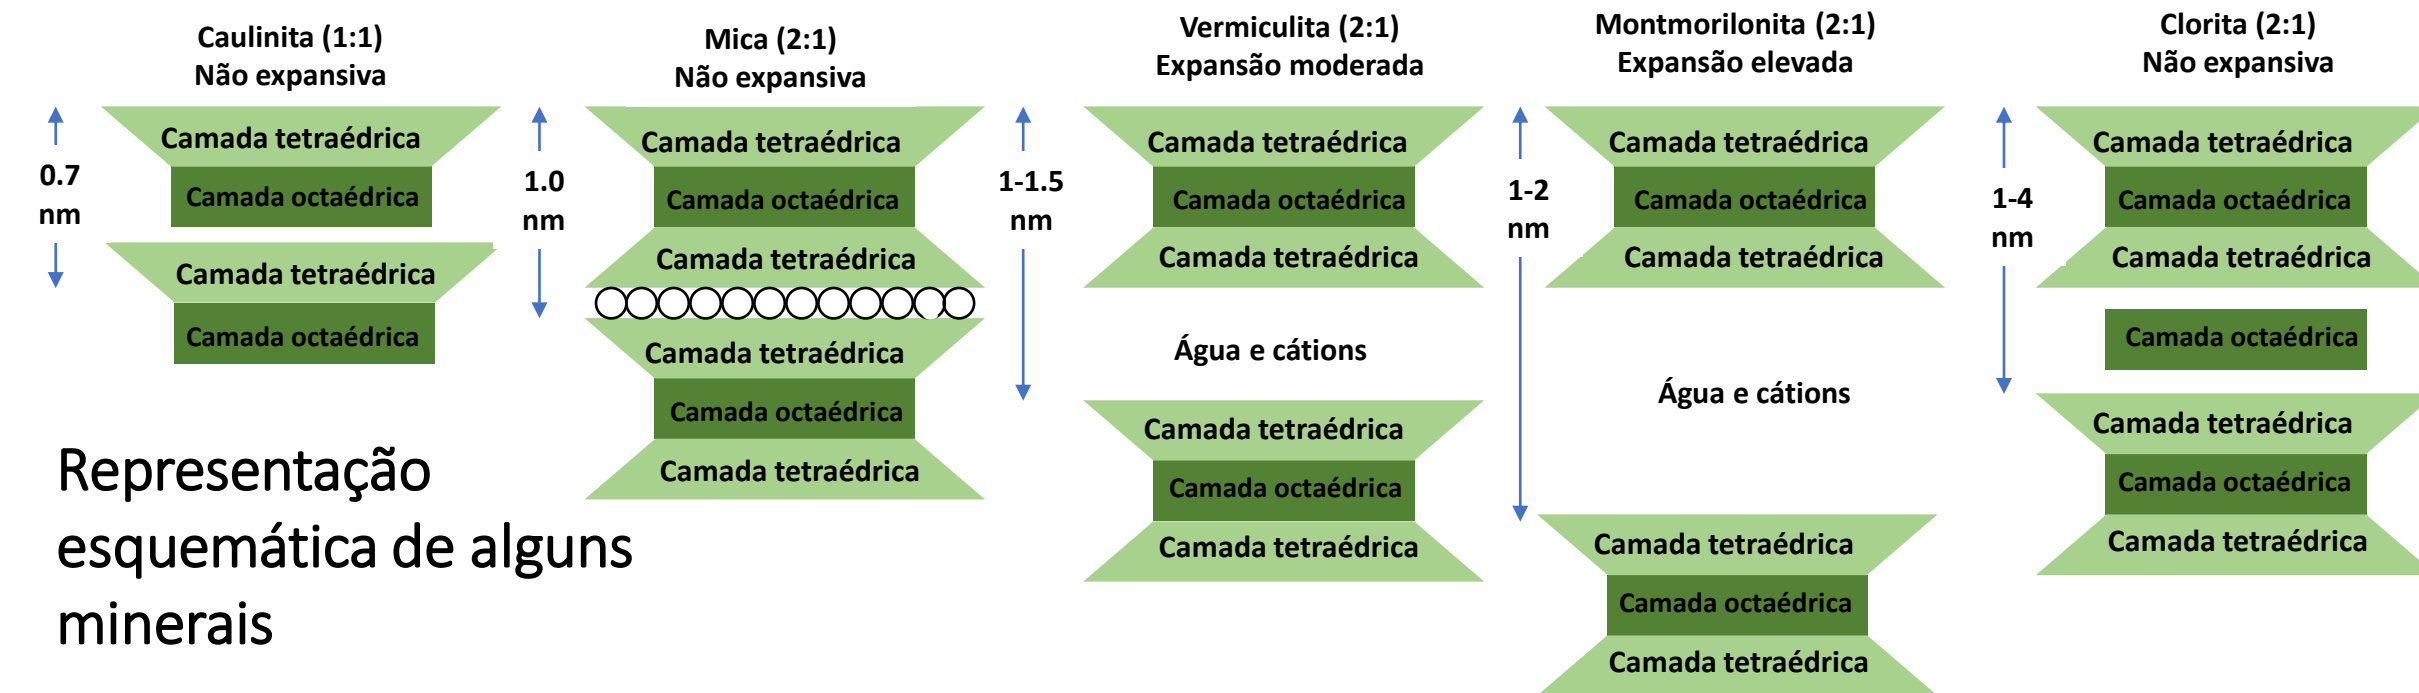 Caulinita (1:1)
Não expansiva
0.7
nm
Camada tetraédrica
Camada octaédrica
Camada tetraédrica
Camada octaédrica
Mica (2:1)
Não expansiva
1.0
nm
Camada tetraédrica
Camada octaédrica
Camada tetraédrica
Camada tetraédrica
Camada octaédrica
Camada tetraédrica
Vermiculita (2:1)
Expansão moderada
1-1.5
nm
Camada tetraédrica
Camada octaédrica
Camada tetraédrica
Água e cátions
Camada tetraédrica
Camada octaédrica
Camada tetraédrica
Montmorilonita (2:1)
Expansão elevada
1-2
nm
Camada tetraédrica
Camada octaédrica
Camada tetraédrica
Água e cátions
Camada tetraédrica
Camada octaédrica
Camada tetraédrica
Clorita (2:1)
Não expansiva
1-4
nm
Camada tetraédrica
Camada octaédrica
Camada tetraédrica
Camada octaédrica
Camada tetraédrica
Camada octaédrica
Camada tetraédrica
Representação
esquemática de alguns
minerais